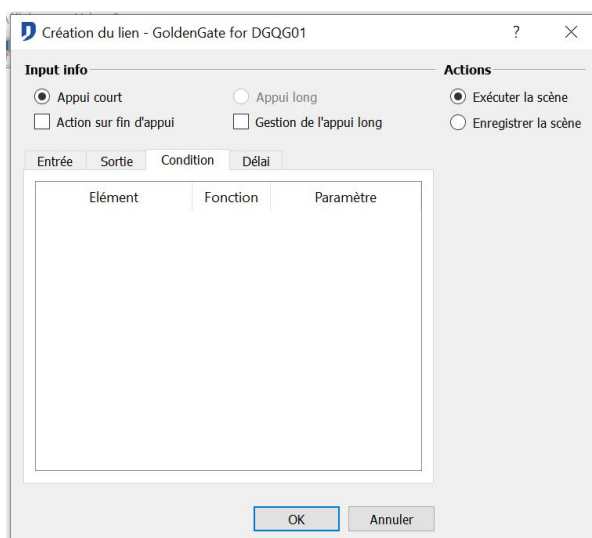 Création du lien - GoldenGate for DGQG01 ?
Input info
Actions
Appui court Appui long
Exécuter la scène
Action sur fin d'appui Gestion de l'appui long
Enregistrer la scène
Entrée Sortie Condition Délai
Elément Fonction Paramètre
OK Annuler